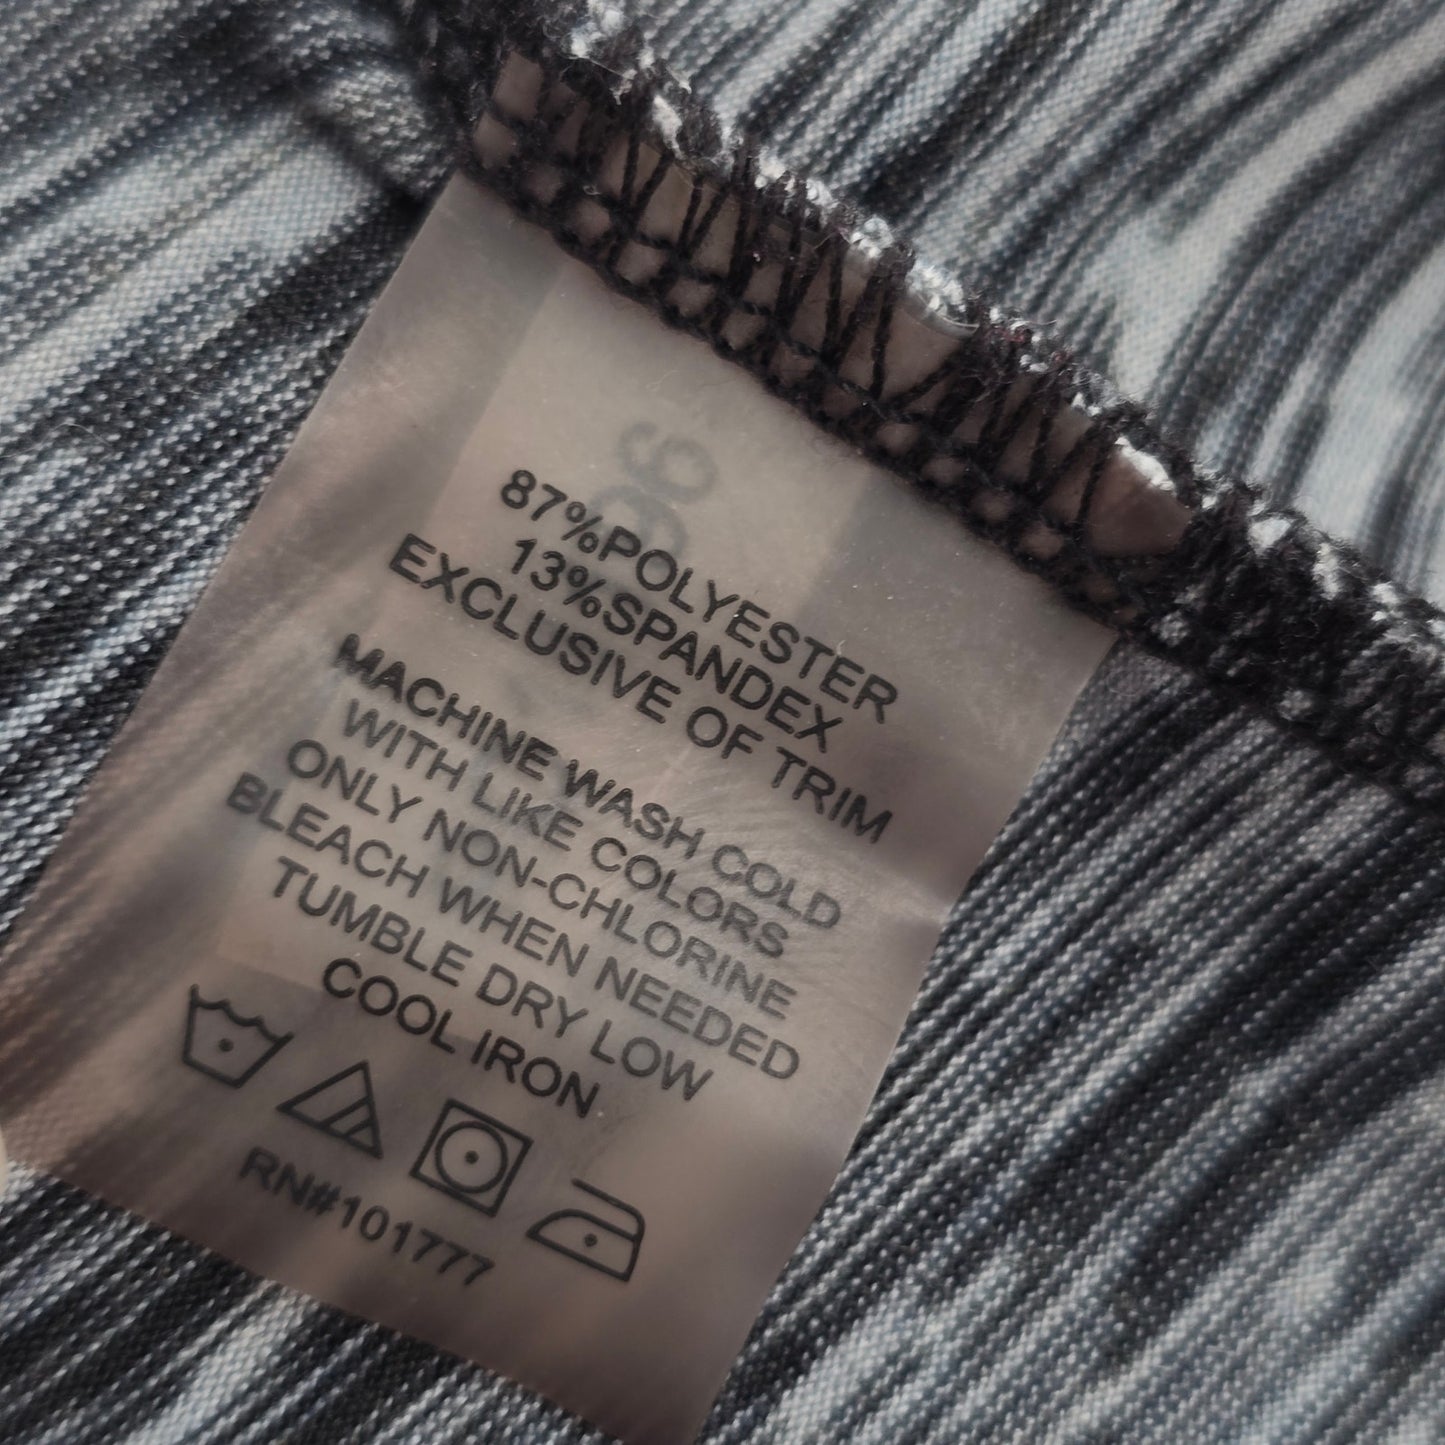 87%POLYESTER
13%SPANDEX
EXCLUSIVE OF TRIM
MACHINE WASH COLD
WITH LIKE COLORS
ONLY NON-CHLORINE
BLEACH WHEN NEEDED
TUMBLE DRY LOW
COOL IRON
RN#101777